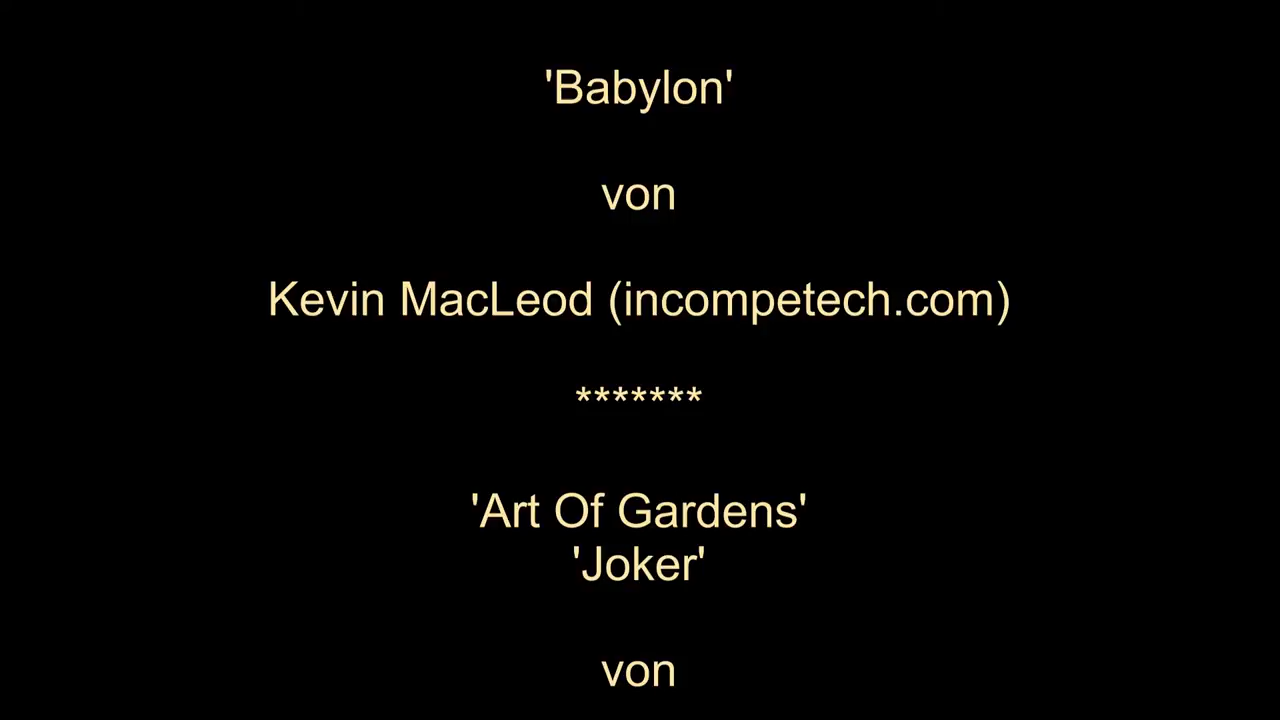 'Babylon'
von
Kevin MacLeod (incompetech.com)
*******
'Art Of Gardens'
'Joker'
von